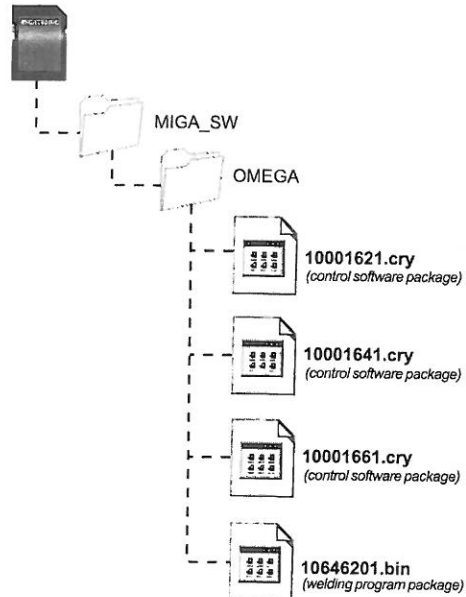 MIGA_SW
OMEGA
10001621.cry
(control software package)
10001641.cry
(control software package)
10001661.cry
(control software package)
10646201.bin
(welding program package)